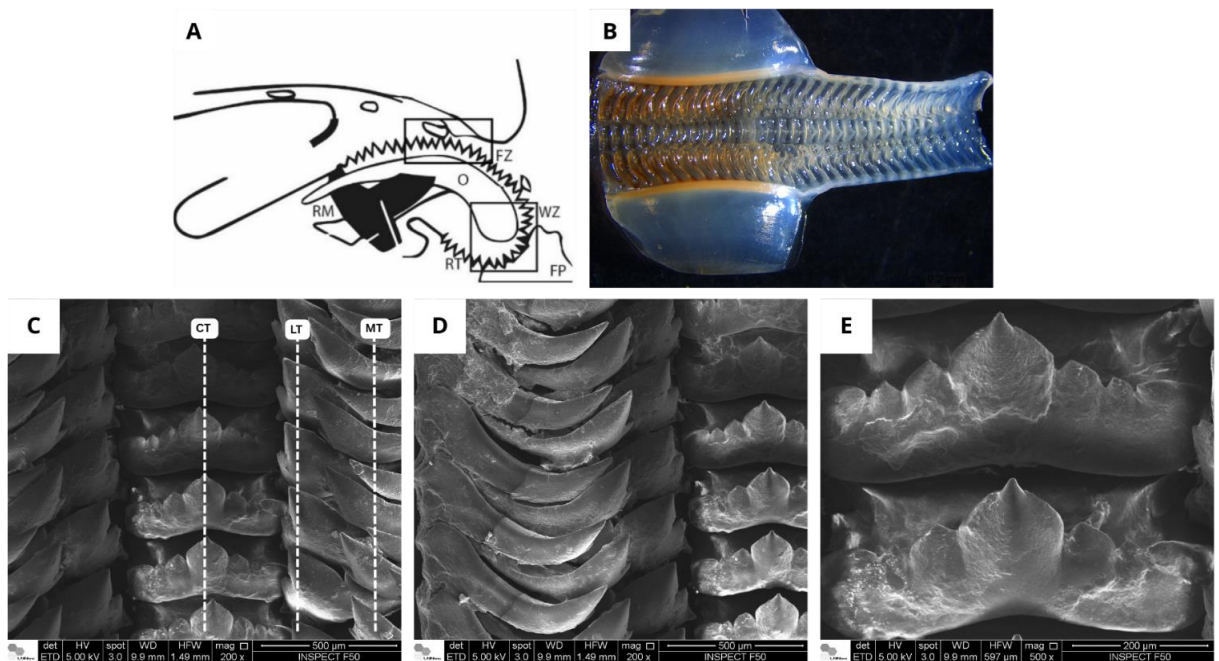 A
FZ
O
RM
WZ
RT
FP
B
C
CT
LT
MT
det HV spot WD HFW mag □ 500 µm
ETD 5.00 kV 3.0 9.9 mm 1.49 mm 200 x INSPECT F50
D
det HV spot WD HFW mag □ 500 µm
ETD 5.00 kV 3.0 9.9 mm 1.49 mm 200 x INSPECT F50
E
det HV spot WD HFW mag □ 200 µm
ETD 5.00 kV 3.0 9.9 mm 597 µm 500 x INSPECT F50